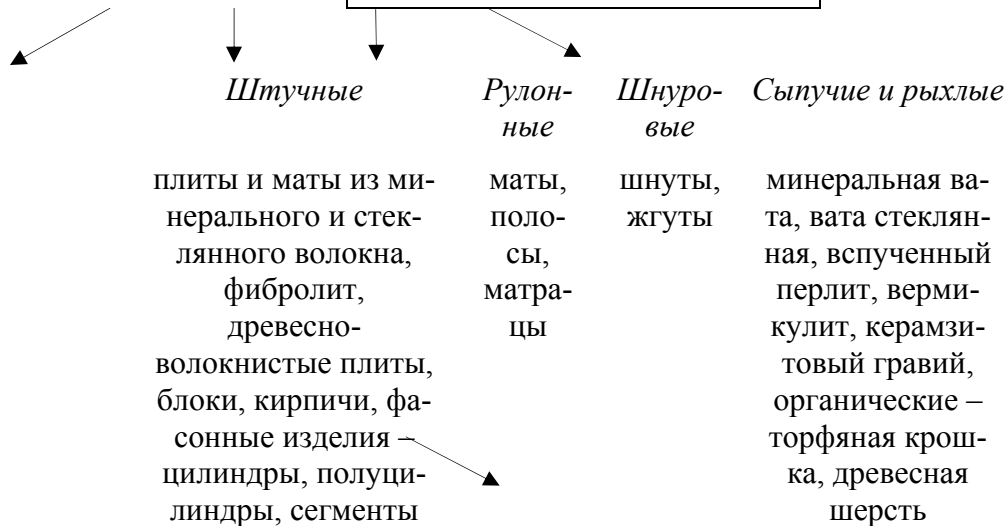 Штучные
плиты и маты из ми-
нерального и стек-
лянного волокна,
фибролит,
древесно-
волокнистые плиты,
блоки, кирпичи, фа-
сонные изделия –
цилиндры, полуци-
линдры, сегменты
Рулон-
ные
маты,
поло-
сы,
матра-
цы
Шнуро-
вые
шнуты,
жгуты
Сыпучие и рыхлые
минеральная ва-
та, вата стеклян-
ная, вспученный
перлит, верми-
кулит, керамзи-
товый гравий,
органические –
торфяная крош-
ка, древесная
шерсть